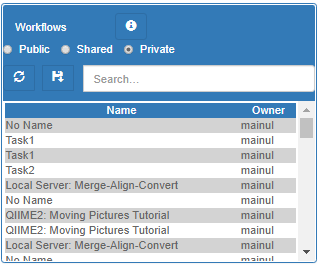 Workflows
Public Shared Private
Search...
Name Owner
No Name mainul
Task1 mainul
Task1 mainul
Task2 mainul
Local Server: Merge-Align-Convert mainul
No Name mainul
QIIME2: Moving Pictures Tutorial mainul
QIIME2: Moving Pictures Tutorial mainul
Local Server: Merge-Align-Convert mainul
No Name mainul